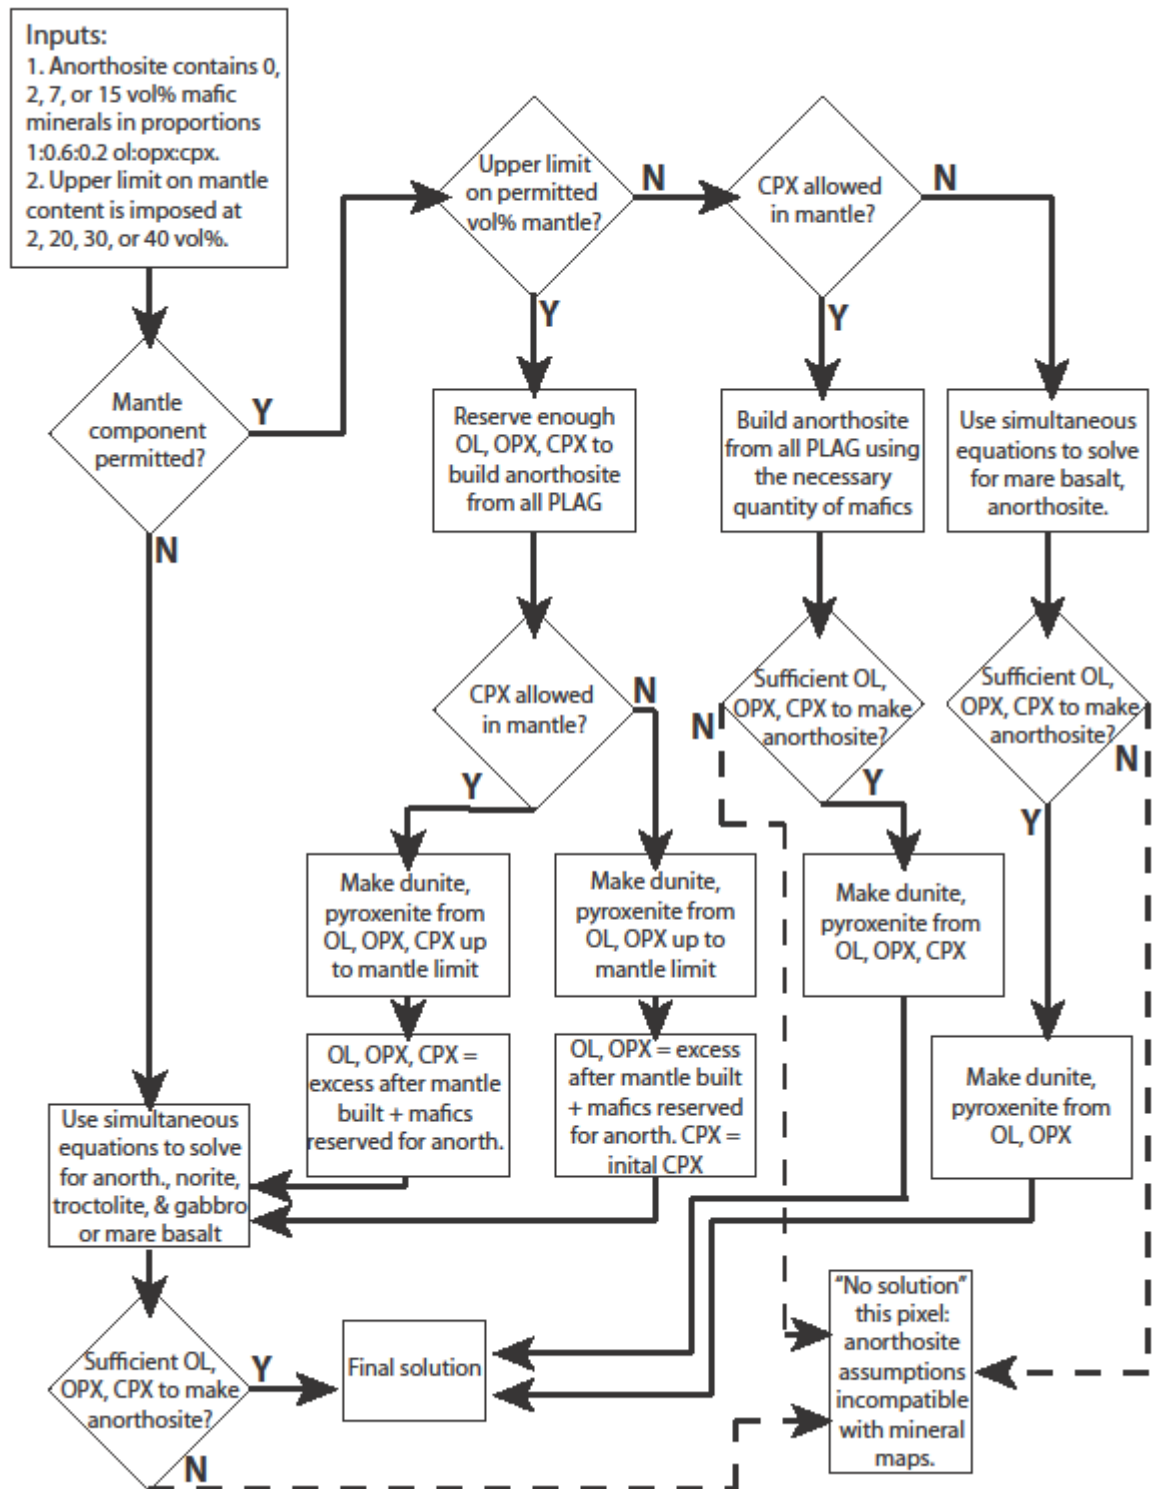 Inputs:
1. Anorthosite contains 0,
2, 7, or 15 vol% mafic
minerals in proportions
1:0.6:0.2 ol:opx:cpx.
2. Upper limit on mantle
content is imposed at
2, 20, 30, or 40 vol%.
Mantle
component
permitted?
Y
N
Upper limit
on permitted
vol% mantle?
N
Y
CPX allowed
in mantle?
N
Y
Reserve enough
OL, OPX, CPX to
build anorthosite
from all PLAG
Build anorthosite
from all PLAG using
the necessary
quantity of mafics
Use simultaneous
equations to solve
for mare basalt,
anorthosite.
CPX allowed
in mantle?
N
Y
Sufficient OL,
OPX, CPX to make
anorthosite?
N
Y
Sufficient OL,
OPX, CPX to make
anorthosite?
N
Y
Make dunite,
pyroxenite from
OL, OPX, CPX up
to mantle limit
Make dunite,
pyroxenite from
OL, OPX up to
mantle limit
Make dunite,
pyroxenite from
OL, OPX, CPX
OL, OPX, CPX =
excess after mantle
built + mafics
reserved for anorth.
OL, OPX = excess
after mantle built
+ mafics reserved
for anorth. CPX =
inital CPX
Make dunite,
pyroxenite from
OL, OPX
Use simultaneous
equations to solve
for anorth., norite,
troctolite, & gabbro
or mare basalt
Sufficient OL,
OPX, CPX to make
anorthosite?
Y
N
Final solution
"No solution"
this pixel:
anorthosite
assumptions
incompatible
with mineral
maps.